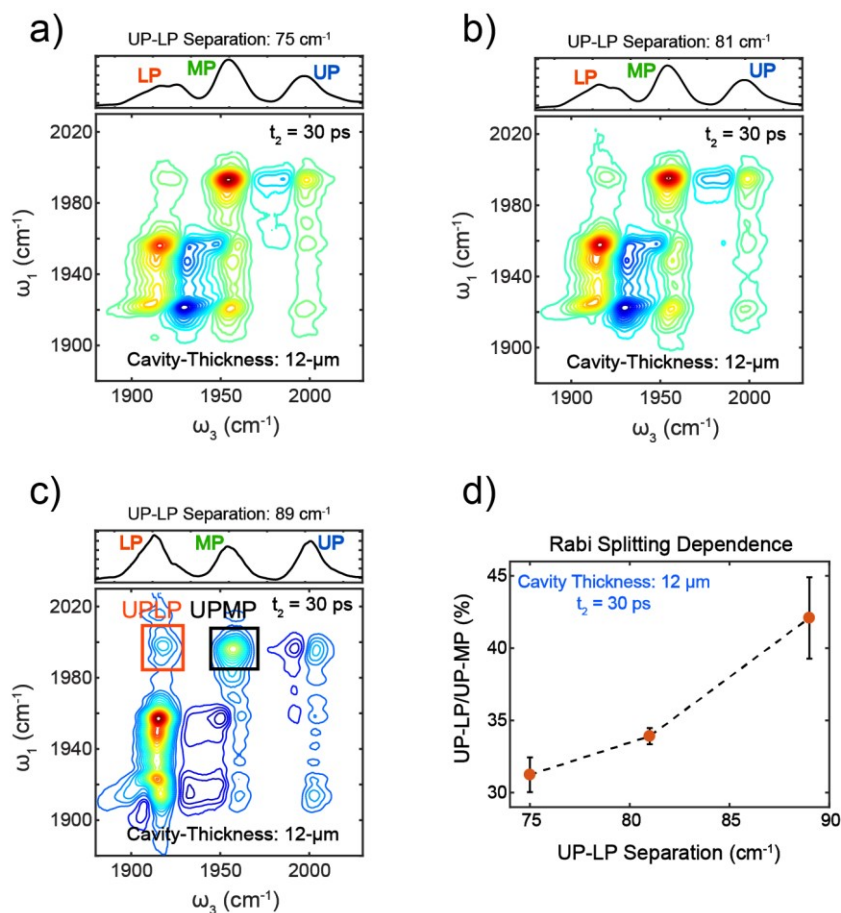 a)
UP-LP Separation: 75 cm⁻¹
LP
MP
UP
t₂ = 30 ps
2020
1980
1940
1900
ω₁ (cm⁻¹)
Cavity-Thickness: 12-μm
1900
1950
2000
ω₃ (cm⁻¹)
b)
UP-LP Separation: 81 cm⁻¹
LP
MP
UP
t₂ = 30 ps
2020
1980
1940
1900
ω₁ (cm⁻¹)
Cavity-Thickness: 12-μm
1900
1950
2000
ω₃ (cm⁻¹)
c)
UP-LP Separation: 89 cm⁻¹
LP
MP
UP
t₂ = 30 ps
UPLP
UPMP
2020
1980
1940
1900
ω₁ (cm⁻¹)
Cavity-Thickness: 12-μm
1900
1950
2000
ω₃ (cm⁻¹)
d)
Rabi Splitting Dependence
Cavity Thickness: 12 μm
t₂ = 30 ps
45
40
35
30
UP-LP/UP-MP (%)
75
80
85
90
UP-LP Separation (cm⁻¹)